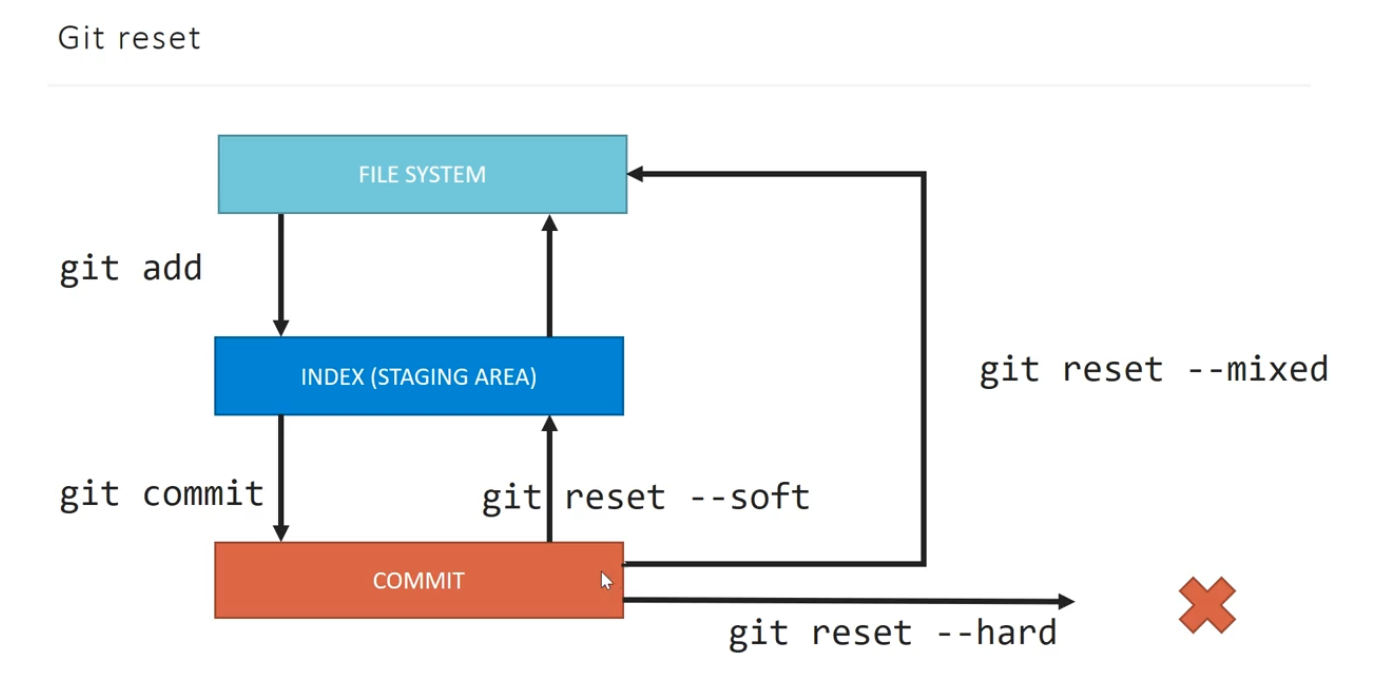 Git reset
FILE SYSTEM
git add
INDEX (STAGING AREA)
git reset --mixed
git commit
git reset --soft
COMMIT
git reset --hard